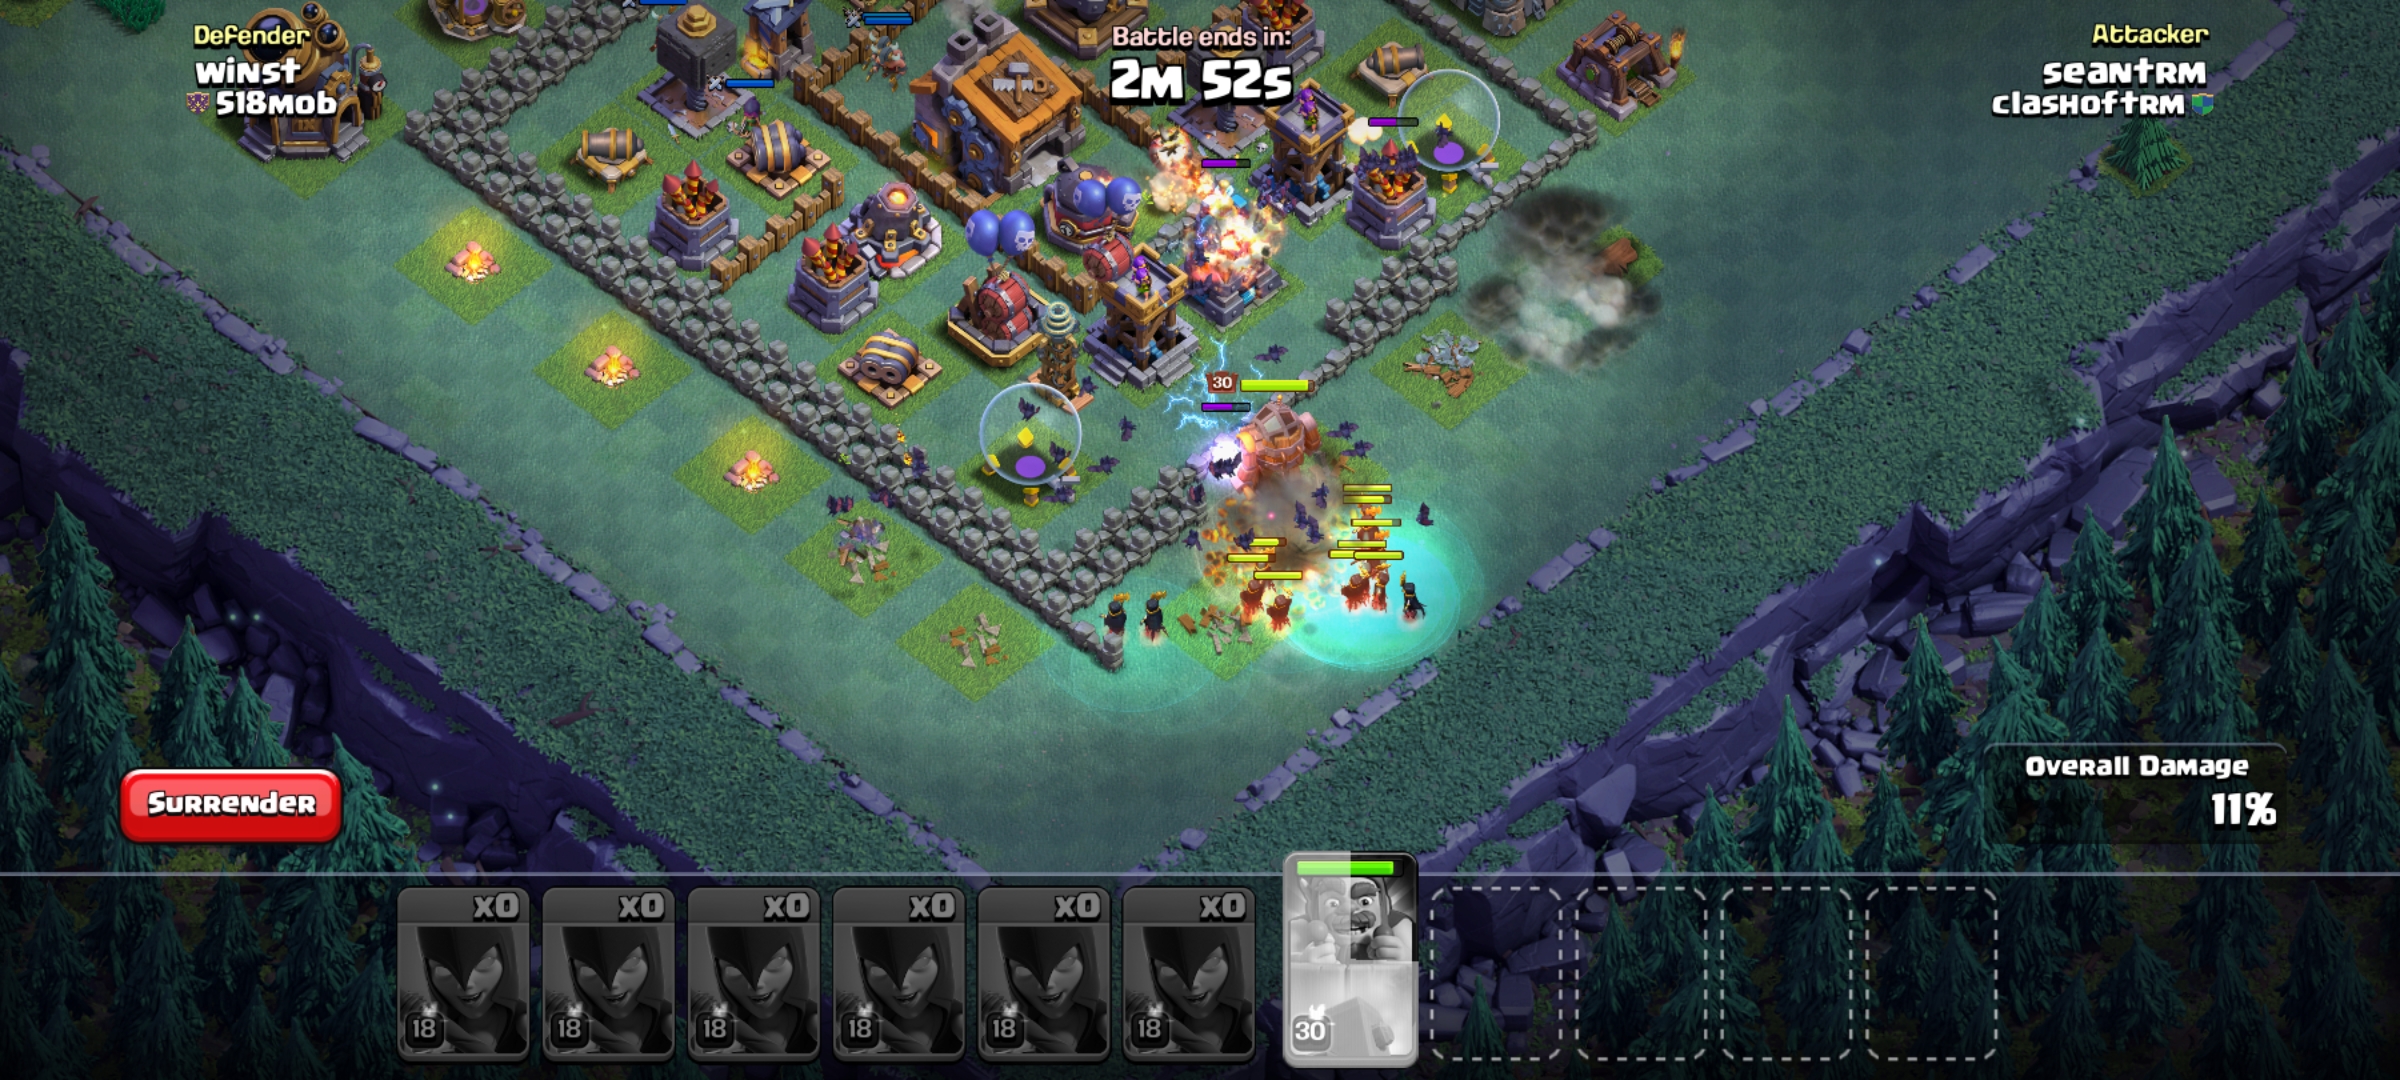 Defender
winst
518mob
Battle ends in:
2M 52s
Attacker
seantRM
clashoftRM
30
Surrender
Overall Damage
11%
x0
x0
x0
x0
x0
x0
18
18
18
18
18
18
30